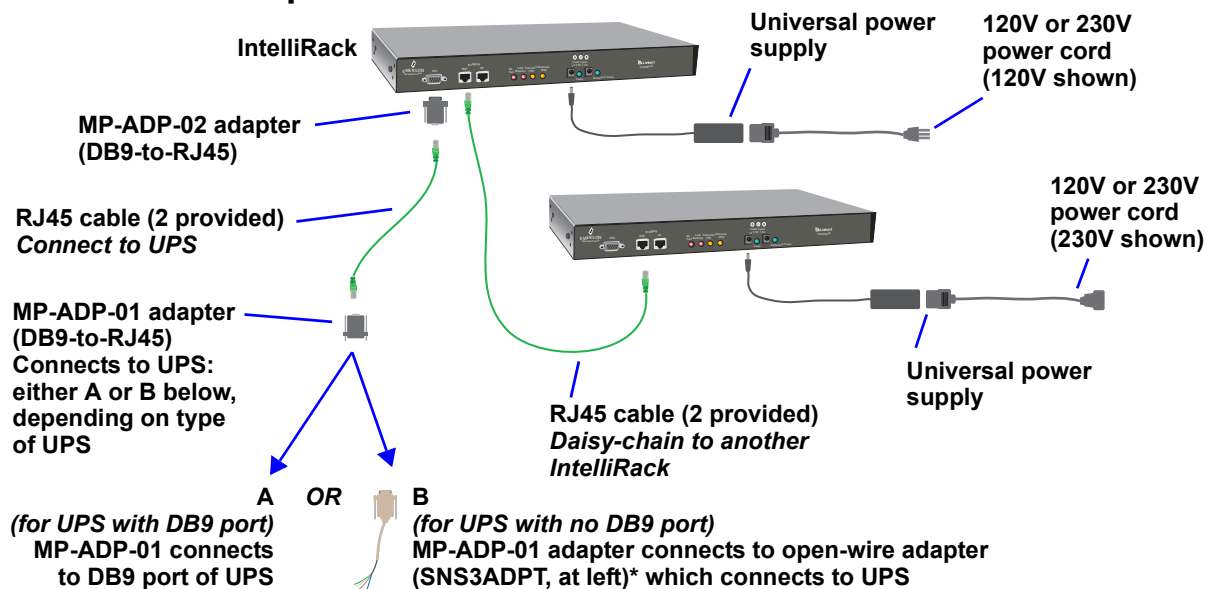 IntelliRack
Universal power
supply
120V or 230V
power cord
(120V shown)
MP-ADP-02 adapter
(DB9-to-RJ45)
RJ45 cable (2 provided)
Connect to UPS
120V or 230V
power cord
(230V shown)
MP-ADP-01 adapter
(DB9-to-RJ45)
Connects to UPS:
either A or B below,
depending on type
of UPS
Universal power
supply
RJ45 cable (2 provided)
Daisy-chain to another
IntelliRack
A OR B
(for UPS with DB9 port)
MP-ADP-01 connects
to DB9 port of UPS
(for UPS with no DB9 port)
MP-ADP-01 adapter connects to open-wire adapter
(SNS3ADPT, at left)* which connects to UPS